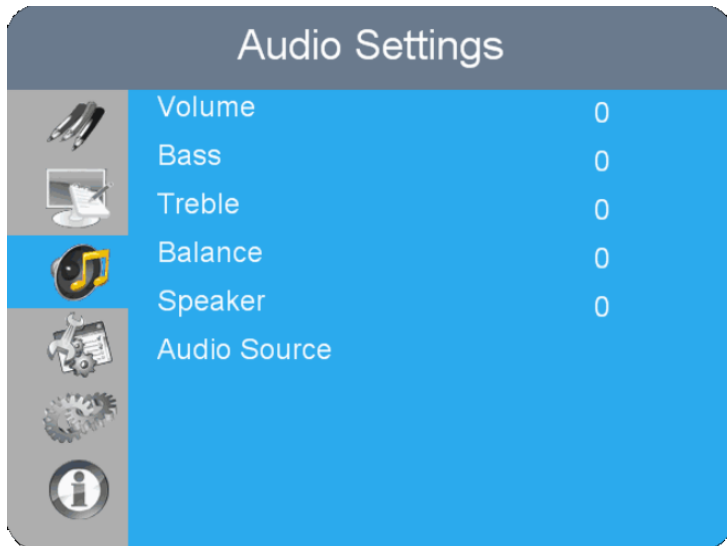 Audio Settings
Volume 0
Bass 0
Treble 0
Balance 0
Speaker 0
Audio Source